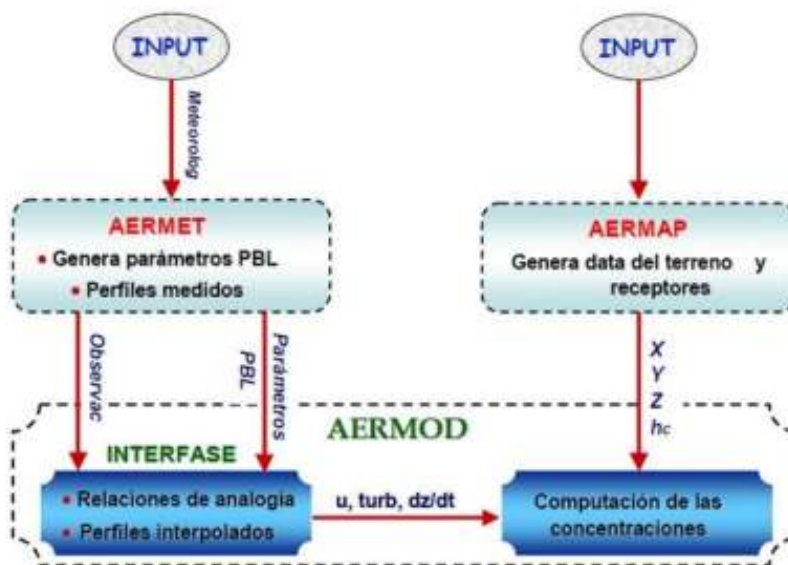 INPUT
INPUT
Meteorolog
AERMET
• Genera parámetros PBL
• Perfiles medidos
AERMAP
Genera data del terreno y
receptores
Observac
Parámetros
PBL
X
Y
Z
hc
AERMOD
INTERFASE
• Relaciones de analogía
• Perfiles interpolados
u, turb, dz/dt
Computación de las
concentraciones